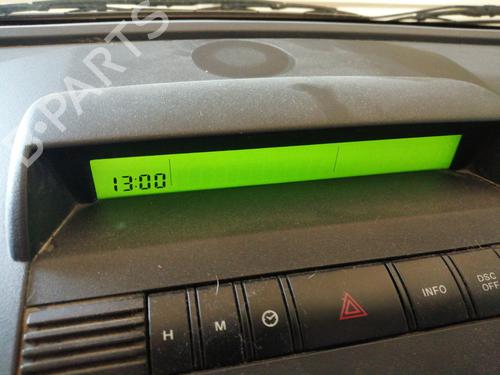 B-PARTS
13:00
H
M
INFO
DSC
OFF